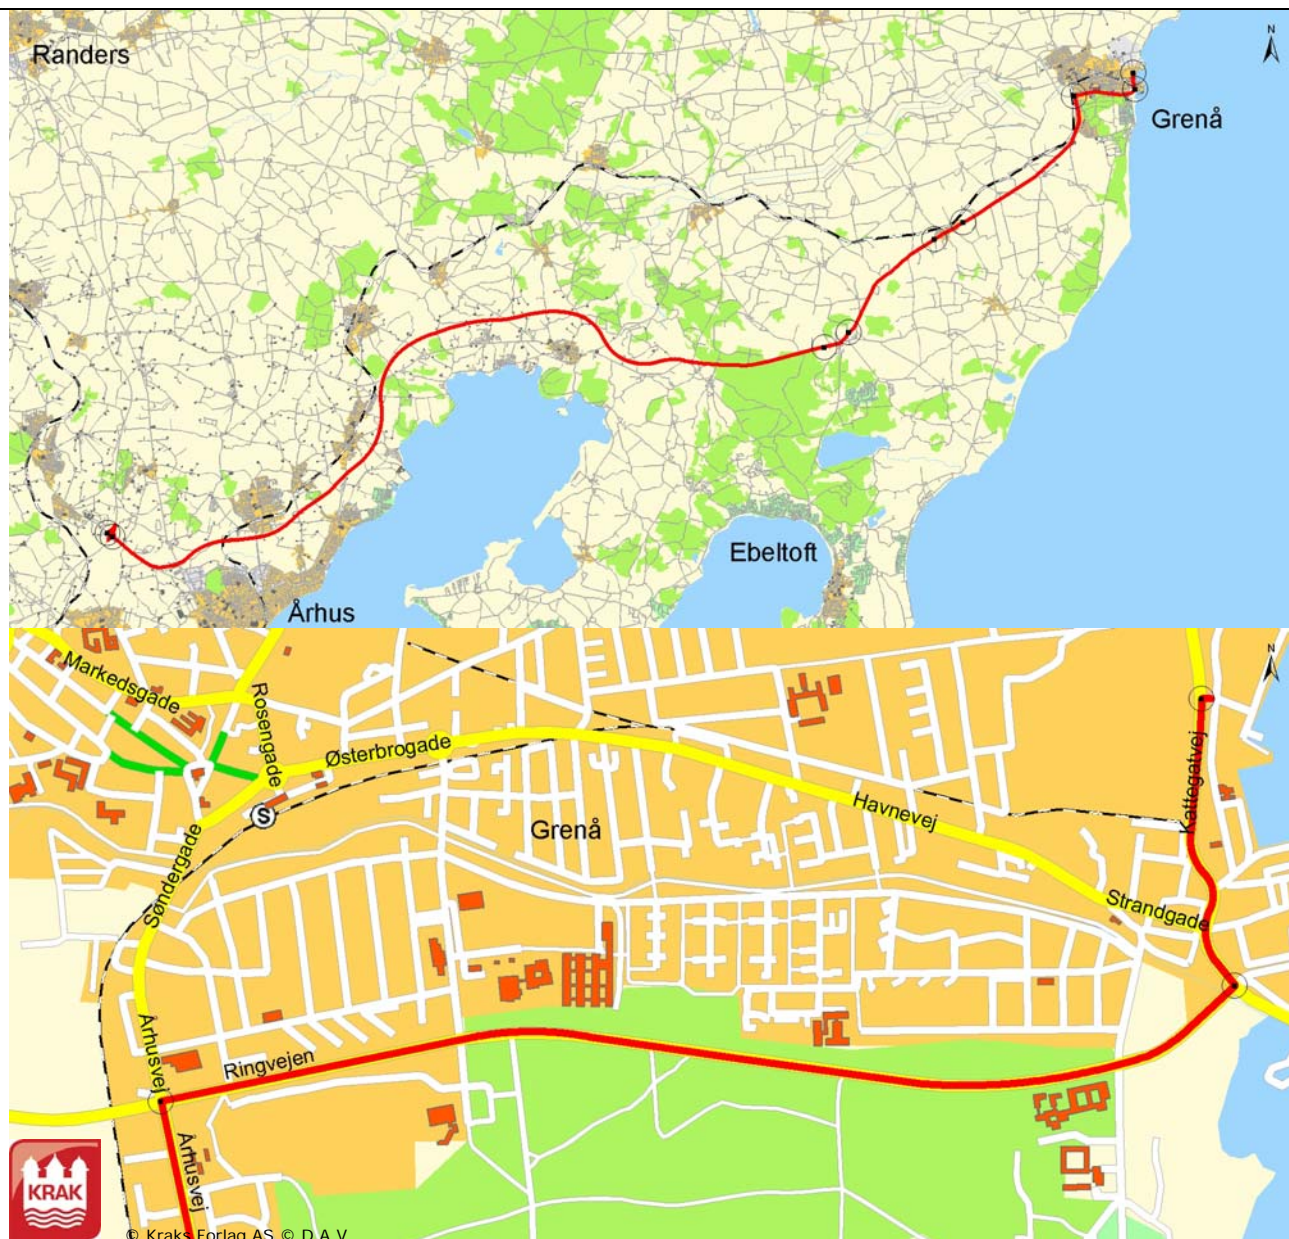 Randers
N
Grenå
Ebeltoft
Århus
N
Markedsgade
Rosengade
Østerbrogade
Kattegatvej
Havnevej
S
Grenå
Søndergade
Strandgade
Århusvej
Ringvejen
Århusvej
KRAK
© Kraks Forlag AS © D.A.V